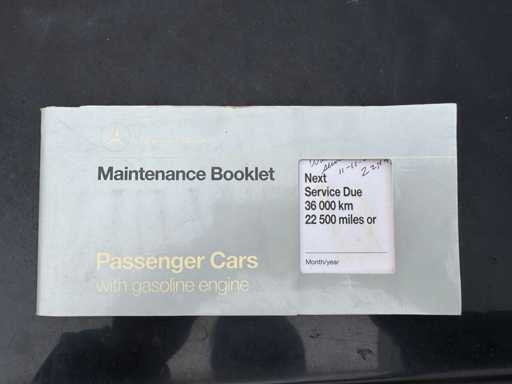 Maintenance Booklet
Next
Service Due
36 000 km
22 500 miles or
Month/year
Passenger Cars
with gasoline engine